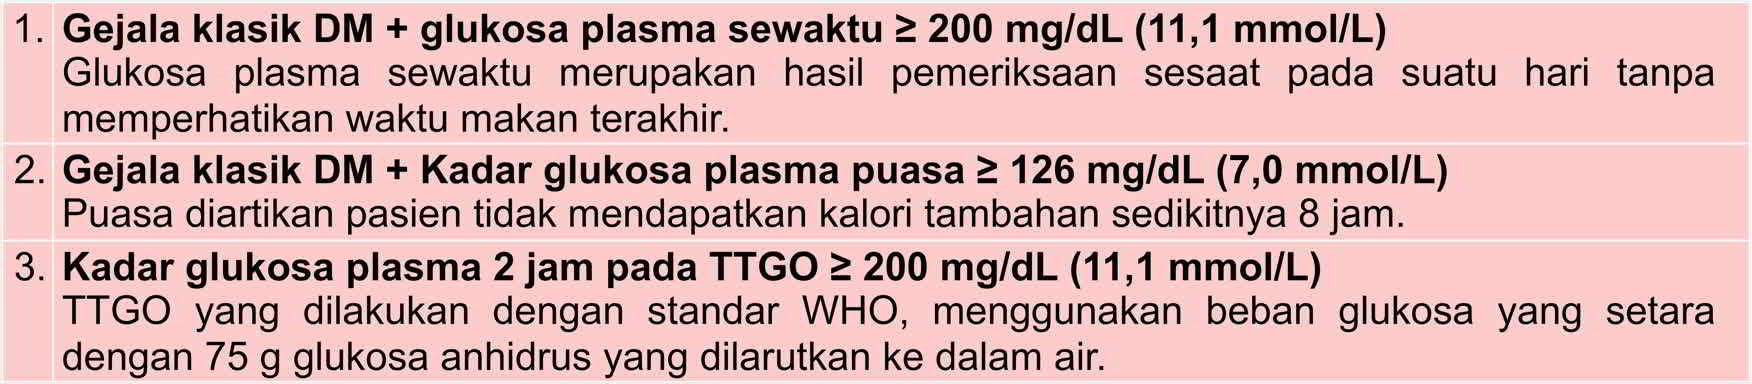 1. Gejala klasik DM + glukosa plasma sewaktu ≥ 200 mg/dL (11,1 mmol/L)
Glukosa plasma sewaktu merupakan hasil pemeriksaan sesaat pada suatu hari tanpa
memperhatikan waktu makan terakhir.
2. Gejala klasik DM + Kadar glukosa plasma puasa ≥ 126 mg/dL (7,0 mmol/L)
Puasa diartikan pasien tidak mendapatkan kalori tambahan sedikitnya 8 jam.
3. Kadar glukosa plasma 2 jam pada TTGO ≥ 200 mg/dL (11,1 mmol/L)
TTGO yang dilakukan dengan standar WHO, menggunakan beban glukosa yang setara
dengan 75 g glukosa anhidrus yang dilarutkan ke dalam air.